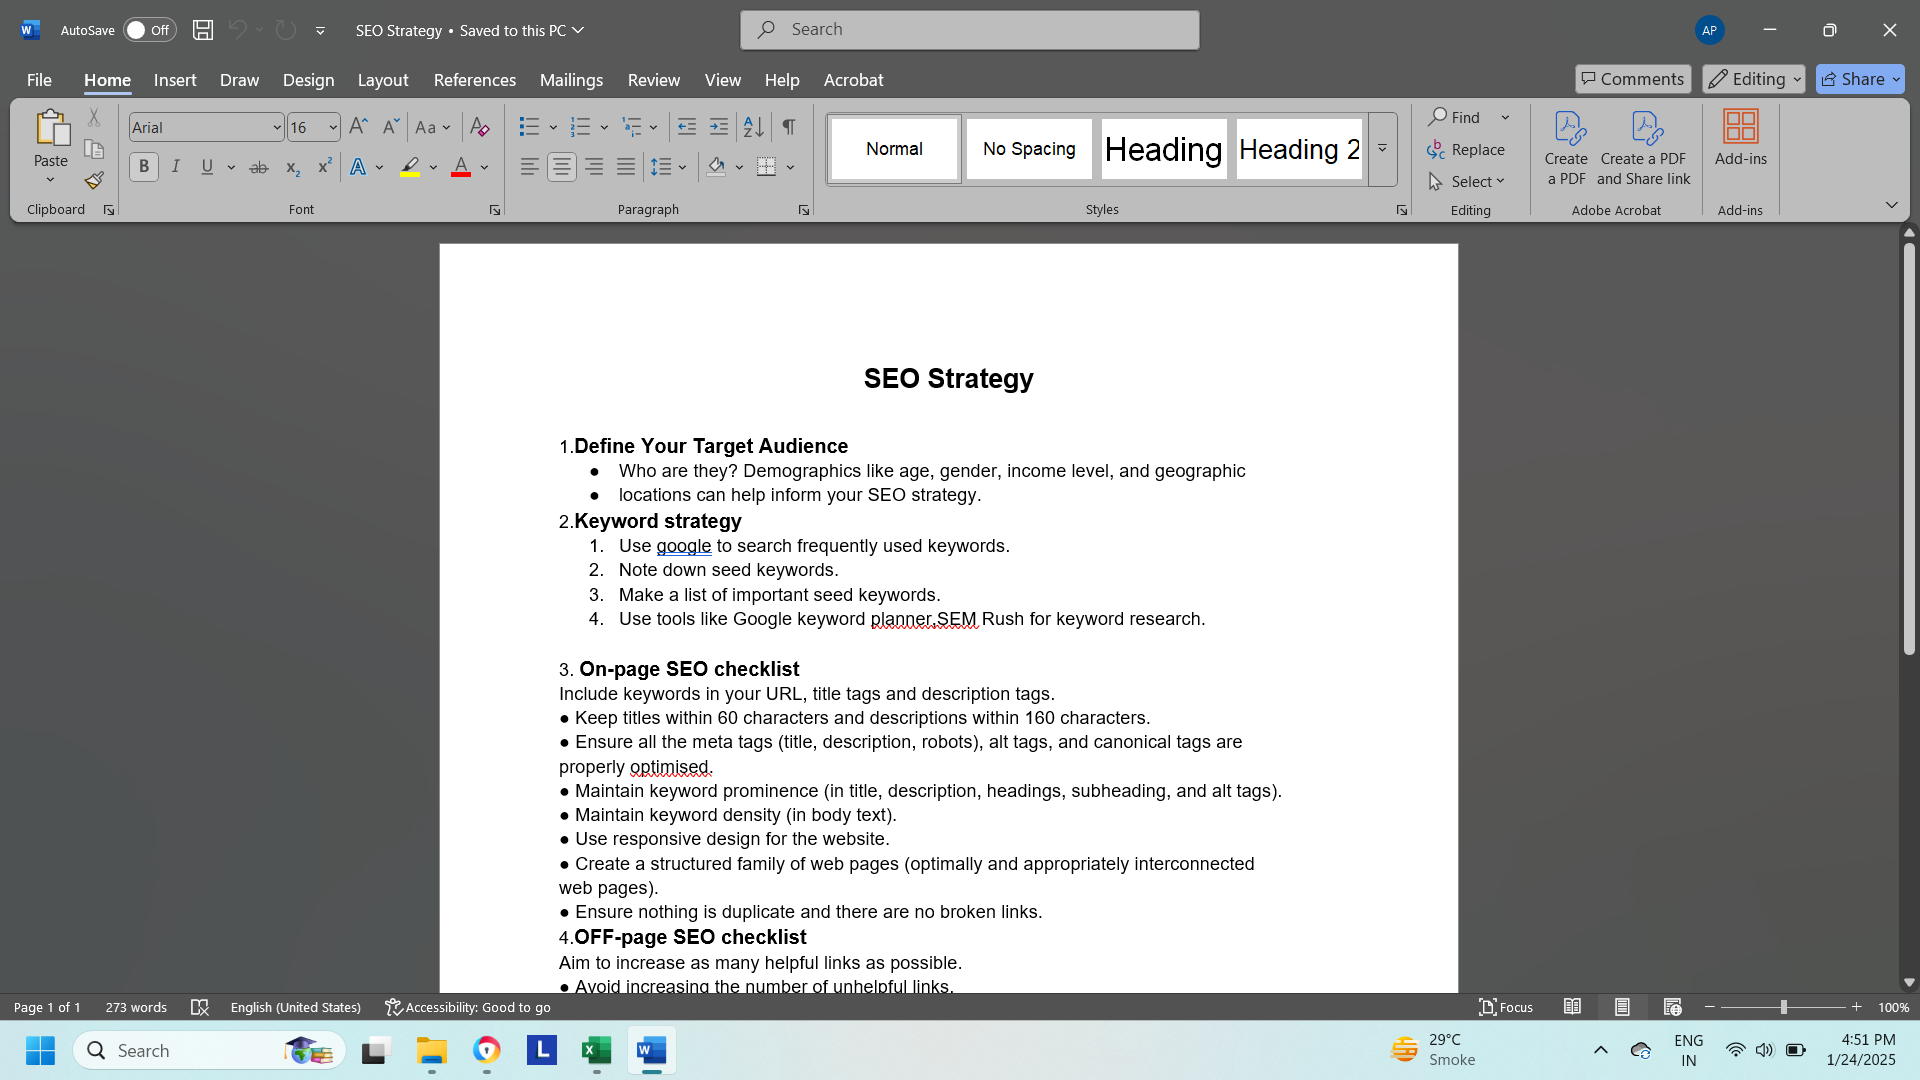 W AutoSave Off SEO Strategy • Saved to this PC Search AP
File Home Insert Draw Design Layout References Mailings Review View Help Acrobat Comments Editing Share
Paste Arial 16 Aa Normal No Spacing Heading Heading 2 Find Replace Select Create a PDF Create a PDF and Share link Add-ins
Clipboard Font Paragraph Styles Editing Adobe Acrobat Add-ins
SEO Strategy
1.Define Your Target Audience
● Who are they? Demographics like age, gender, income level, and geographic
● locations can help inform your SEO strategy.
2.Keyword strategy
1. Use google to search frequently used keywords.
2. Note down seed keywords.
3. Make a list of important seed keywords.
4. Use tools like Google keyword planner,SEM Rush for keyword research.
3. On-page SEO checklist
Include keywords in your URL, title tags and description tags.
● Keep titles within 60 characters and descriptions within 160 characters.
● Ensure all the meta tags (title, description, robots), alt tags, and canonical tags are
properly optimised.
● Maintain keyword prominence (in title, description, headings, subheading, and alt tags).
● Maintain keyword density (in body text).
● Use responsive design for the website.
● Create a structured family of web pages (optimally and appropriately interconnected
web pages).
● Ensure nothing is duplicate and there are no broken links.
4.OFF-page SEO checklist
Aim to increase as many helpful links as possible.
● Avoid increasing the number of unhelpful links.
Page 1 of 1 273 words English (United States) Accessibility: Good to go Focus 100%
Search L W 29°C ENG 4:51 PM
Smoke IN 1/24/2025